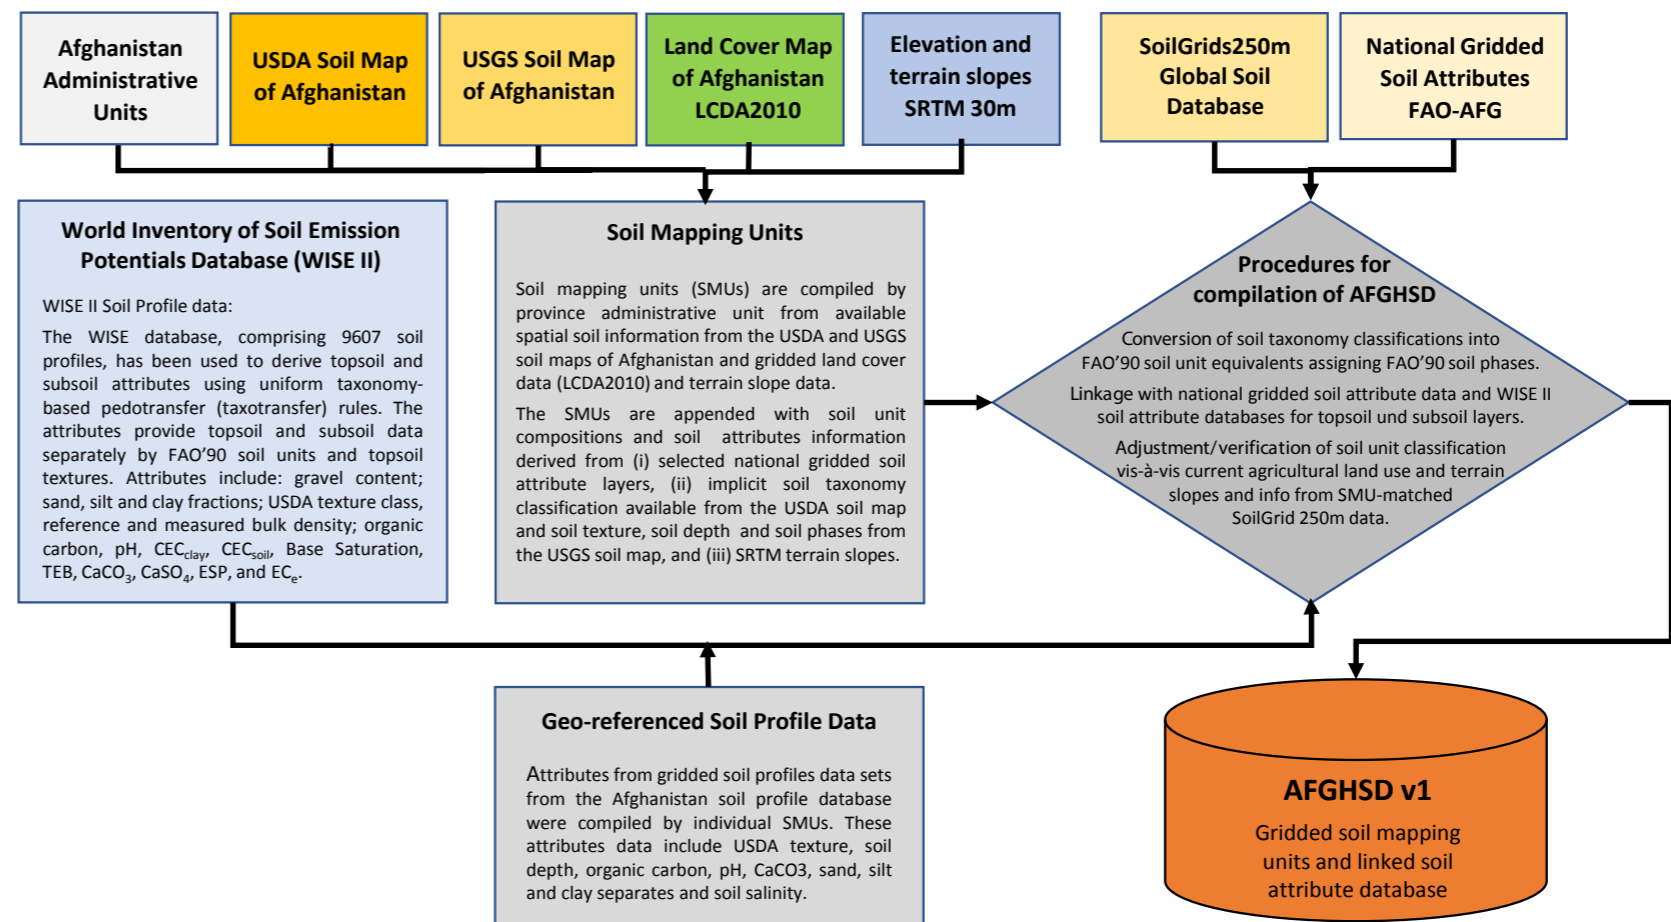 Afghanistan
Administrative
Units
USDA Soil Map
of Afghanistan
USGS Soil Map
of Afghanistan
Land Cover Map
of Afghanistan
LCDA2010
Elevation and
terrain slopes
SRTM 30m
SoilGrids250m
Global Soil
Database
National Gridded
Soil Attributes
FAO-AFG
World Inventory of Soil Emission
Potentials Database (WISE II)
WISE II Soil Profile data:
The WISE database, comprising 9607 soil
profiles, has been used to derive topsoil and
subsoil attributes using uniform taxonomy-
based pedotransfer (taxotransfer) rules. The
attributes provide topsoil and subsoil data
separately by FAO'90 soil units and topsoil
textures. Attributes include: gravel content;
sand, silt and clay fractions; USDA texture class,
reference and measured bulk density; organic
carbon, pH, CECclay, CECsoil, Base Saturation,
TEB, CaCO3, CaSO4, ESP, and ECe.
Soil Mapping Units
Soil mapping units (SMUs) are compiled by
province administrative unit from available
spatial soil information from the USDA and USGS
soil maps of Afghanistan and gridded land cover
data (LCDA2010) and terrain slope data.
The SMUs are appended with soil unit
compositions and soil attributes information
derived from (i) selected national gridded soil
attribute layers, (ii) implicit soil taxonomy
classification available from the USDA soil map
and soil texture, soil depth and soil phases from
the USGS soil map, and (iii) SRTM terrain slopes.
Procedures for
compilation of AFGHSD
Conversion of soil taxonomy classifications into
FAO'90 soil unit equivalents assigning FAO'90 soil phases.
Linkage with national gridded soil attribute data and WISE II
soil attribute databases for topsoil und subsoil layers.
Adjustment/verification of soil unit classification
vis-à-vis current agricultural land use and terrain
slopes and info from SMU-matched
SoilGrid 250m data.
Geo-referenced Soil Profile Data
Attributes from gridded soil profiles data sets
from the Afghanistan soil profile database
were compiled by individual SMUs. These
attributes data include USDA texture, soil
depth, organic carbon, pH, CaCO3, sand, silt
and clay separates and soil salinity.
AFGHSD v1
Gridded soil mapping
units and linked soil
attribute database